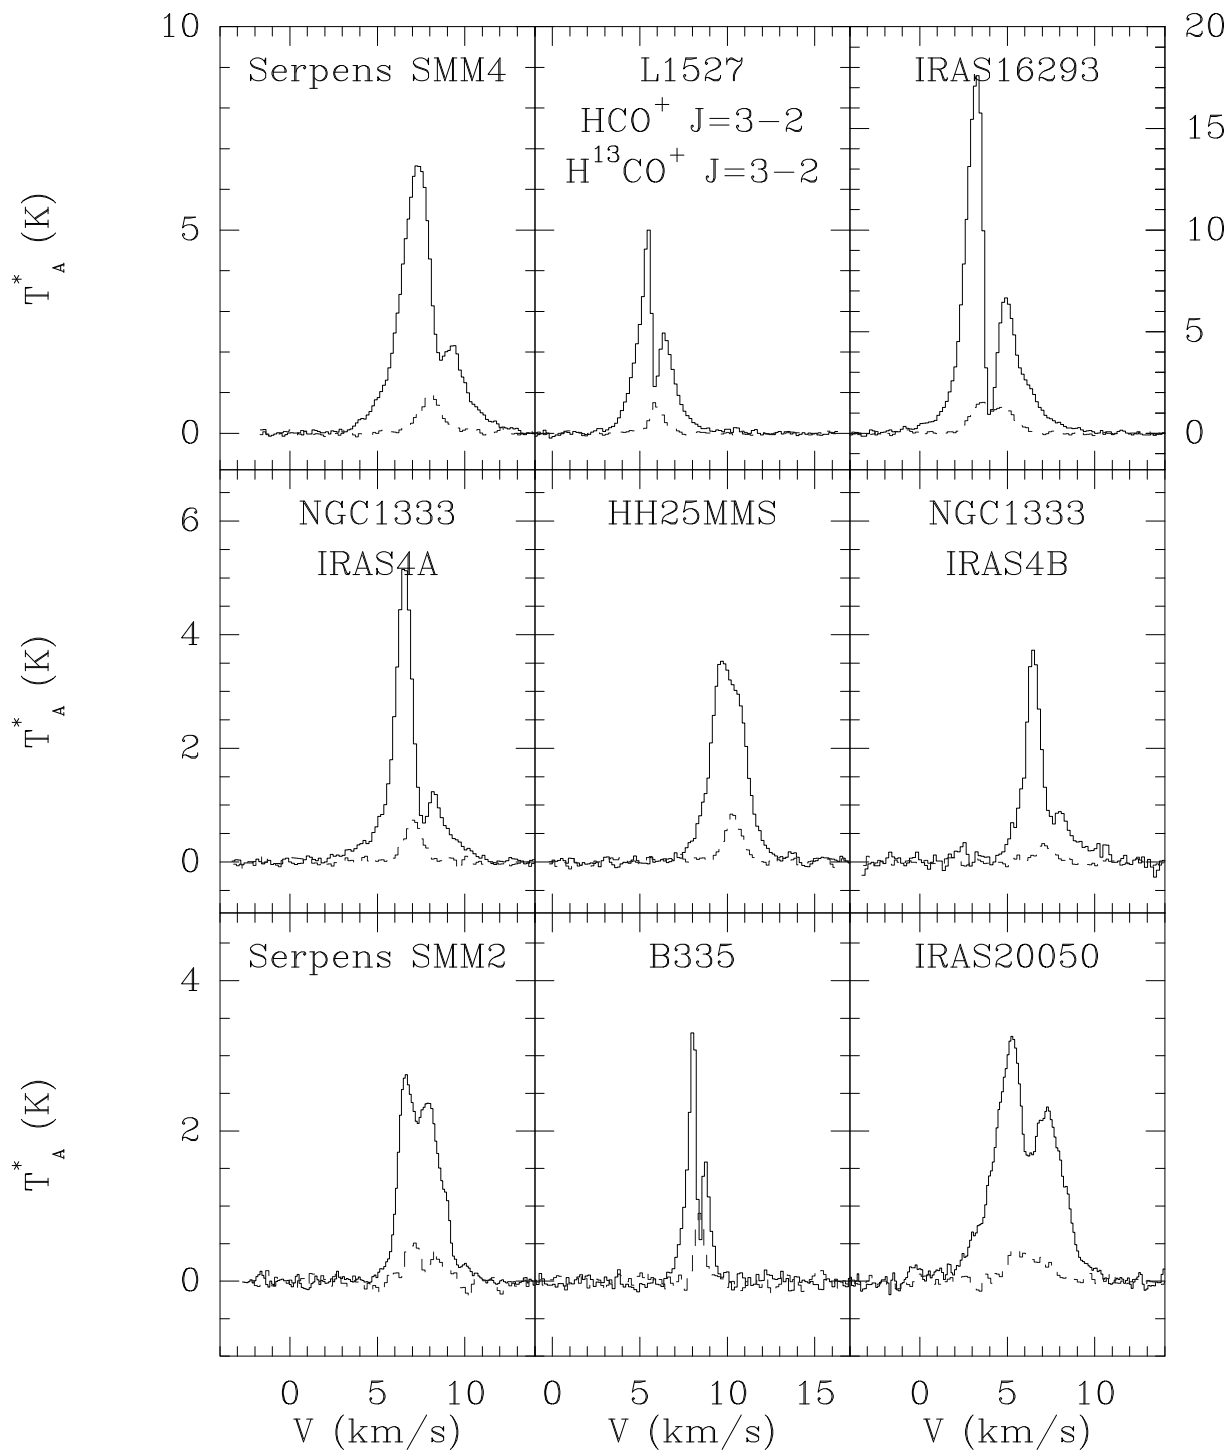 10 20
Serpens SMM4 L1527 IRAS16293
HCO⁺ J=3−2
15
H¹³CO⁺ J=3−2
T*A (K)
5 10
5
0 0
NGC1333 HH25MMS NGC1333
6
IRAS4A IRAS4B
4
T*A (K)
2
0
Serpens SMM2 B335 IRAS20050
4
T*A (K)
2
0
0 5 10 0 5 10 15 0 5 10
V (km/s) V (km/s) V (km/s)